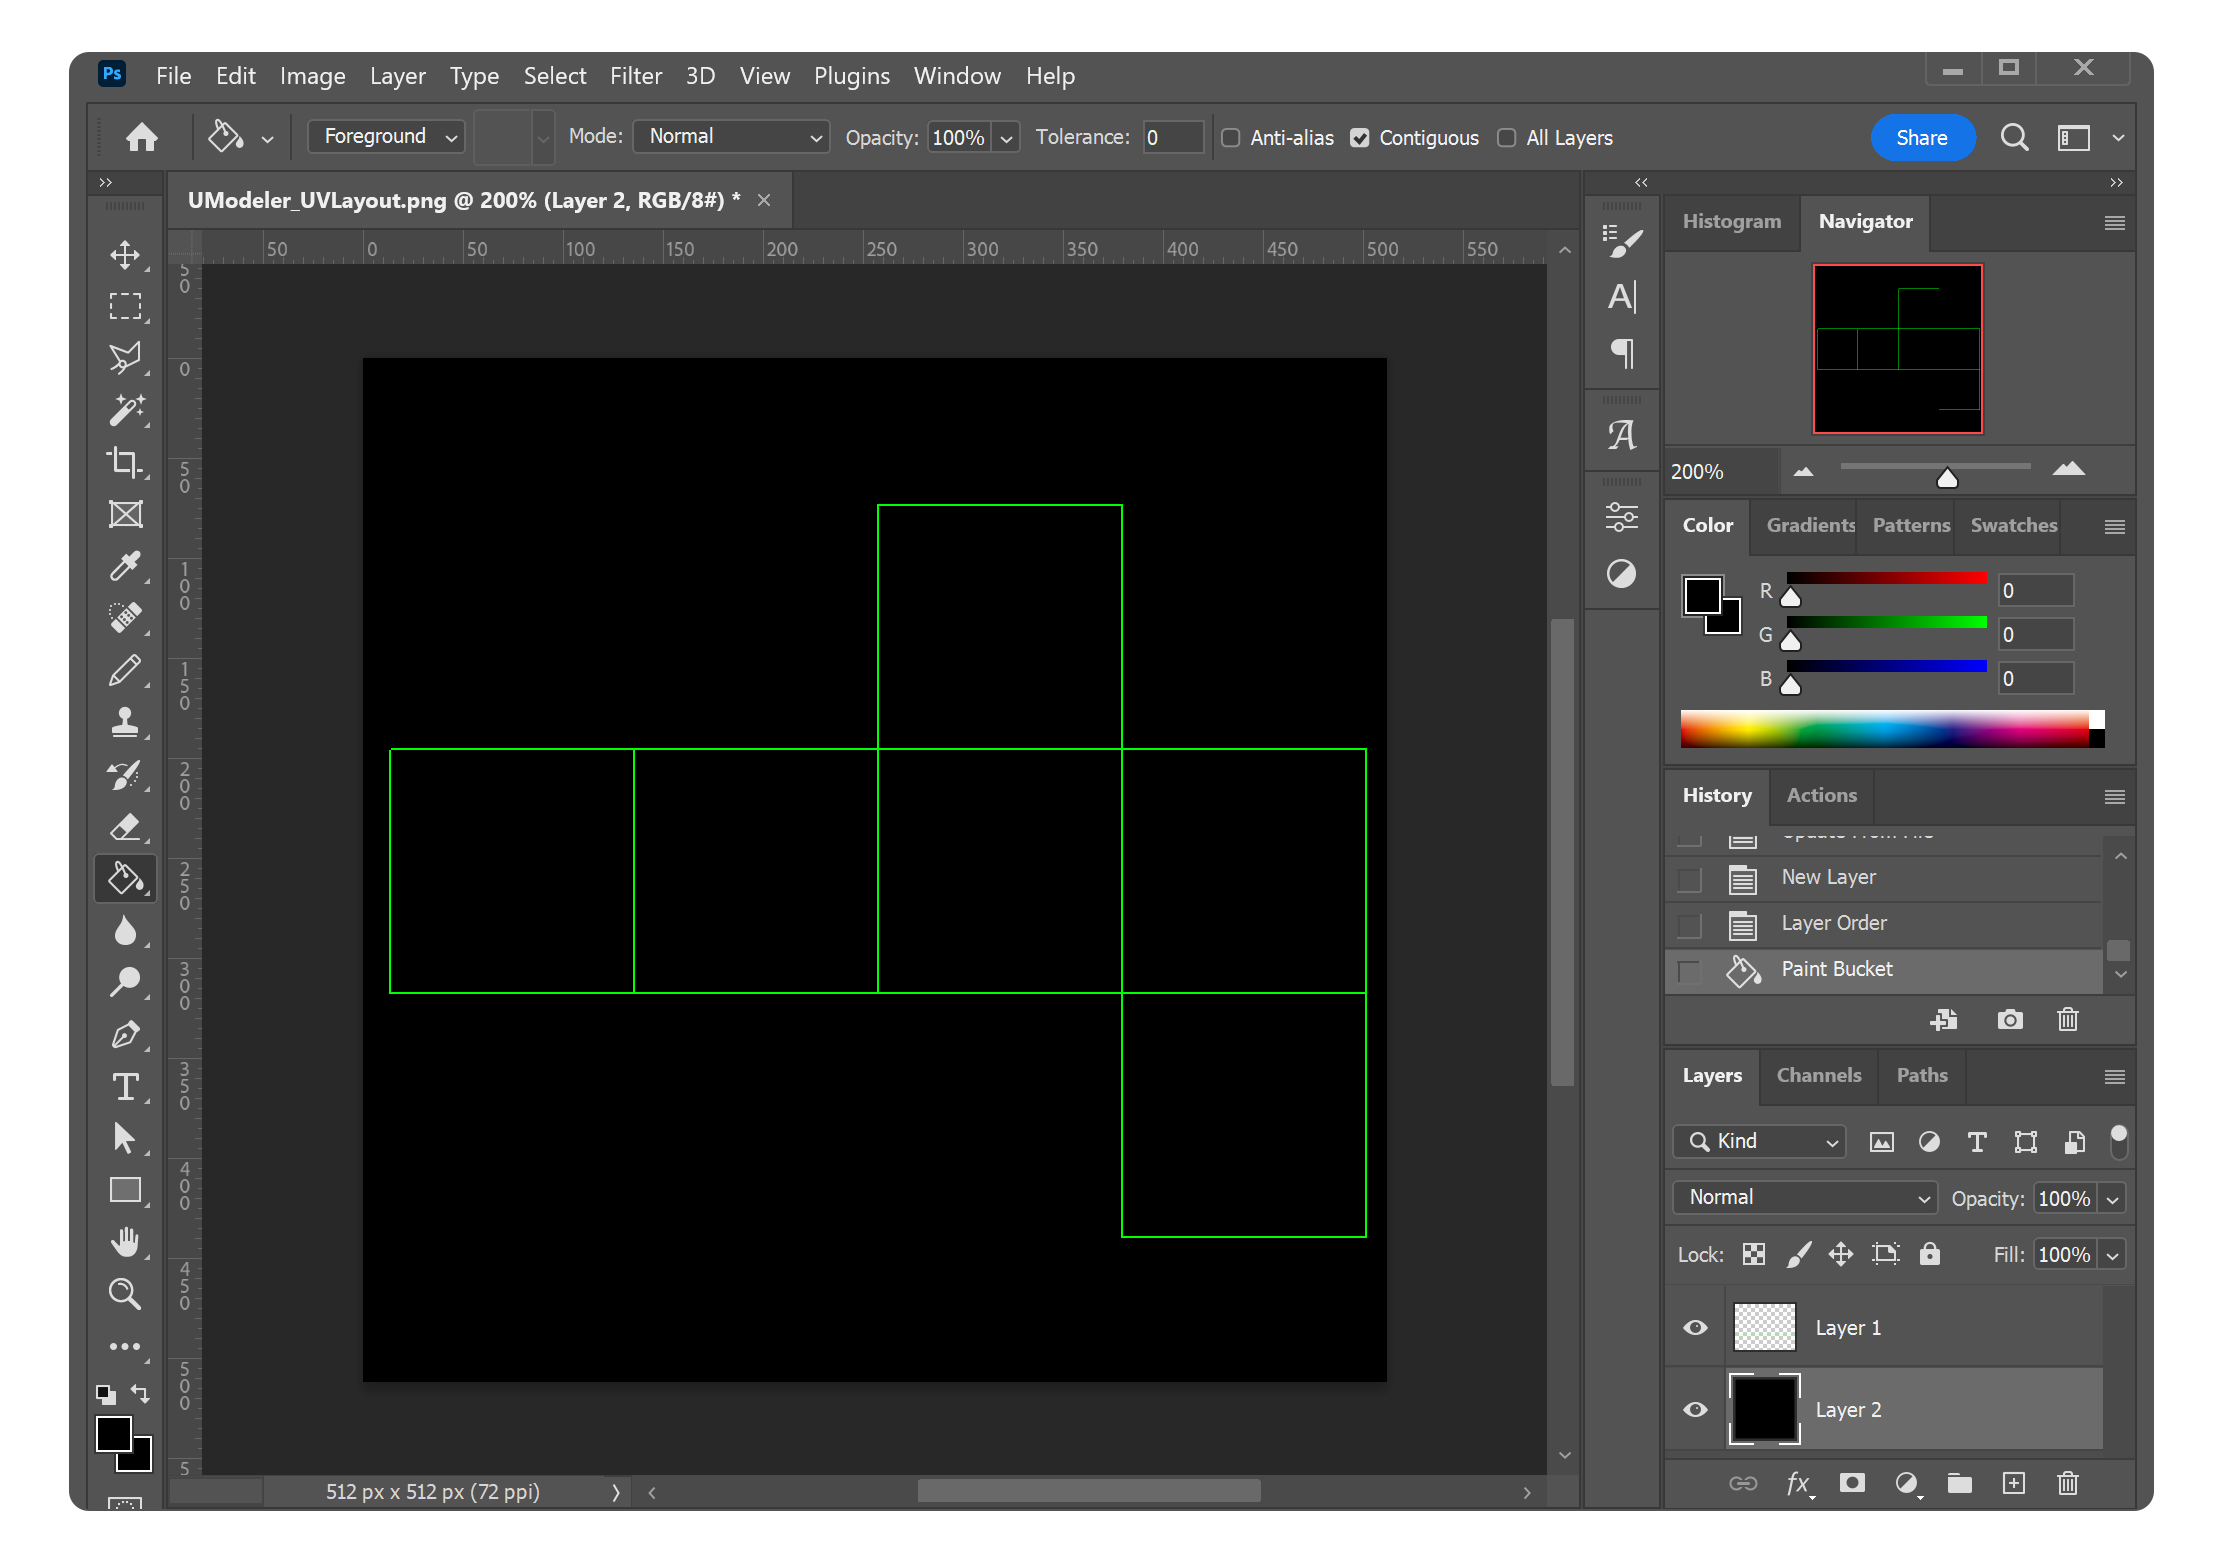 Ps File Edit Image Layer Type Select Filter 3D View Plugins Window Help
Foreground Mode: Normal Opacity: 100% Tolerance: 0 Anti-alias Contiguous All Layers Share
UModeler_UVLayout.png @ 200% (Layer 2, RGB/8#) *
50 0 50 100 150 200 250 300 350 400 450 500 550
50
0
50
100
150
200
250
300
350
400
450
500
5
Histogram Navigator
200%
Color Gradients Patterns Swatches
R 0
G 0
B 0
History Actions
New Layer
Layer Order
Paint Bucket
Layers Channels Paths
Kind
Normal Opacity: 100%
Lock: Fill: 100%
Layer 1
Layer 2
fx
512 px x 512 px (72 ppi)